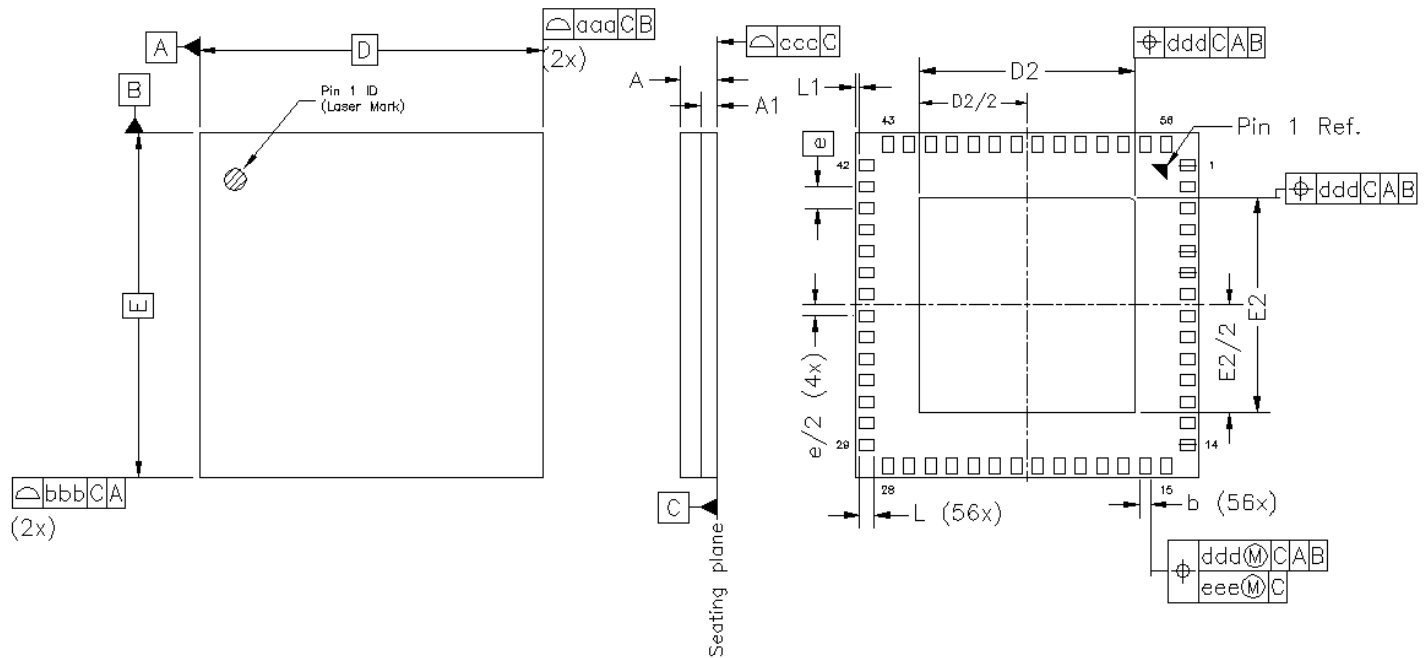 aaa C B
(2x)
A
D
ccc C
ddd C A B
D2
A
A1
L1
D2/2
B
Pin 1 ID
(Laser Mark)
43
56
Pin 1 Ref.
e
42
1
ddd C A B
E
E2
E2/2
e/2 (4x)
29
14
bbb C A
(2x)
C
28
15
L (56x)
b (56x)
Seating plane
ddd Ⓜ C A B
eee Ⓜ C